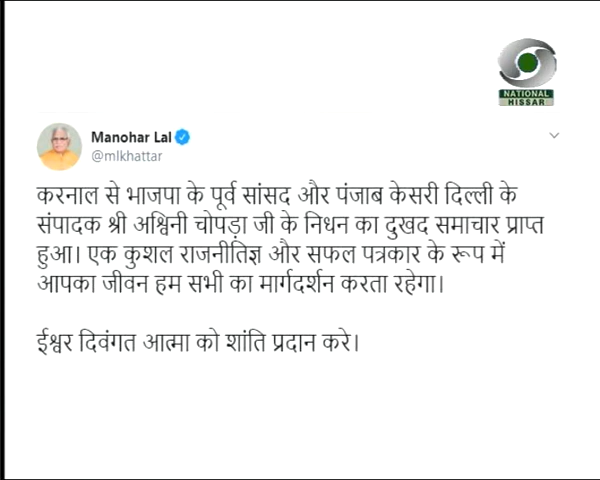 NATIONAL
HISSAR
Manohar Lal
@mlkhattar
करनाल से भाजपा के पूर्व सांसद और पंजाब केसरी दिल्ली के
संपादक श्री अश्विनी चोपड़ा जी के निधन का दुखद समाचार प्राप्त
हुआ। एक कुशल राजनीतिज्ञ और सफल पत्रकार के रूप में
आपका जीवन हम सभी का मार्गदर्शन करता रहेगा।
ईश्वर दिवंगत आत्मा को शांति प्रदान करे।